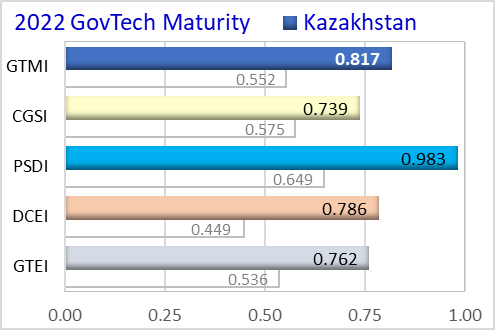 2022 GovTech Maturity Kazakhstan
GTMI 0.817
0.552
CGSI 0.739
0.575
PSDI 0.983
0.649
DCEI 0.786
0.449
GTEI 0.762
0.536
0.00 0.25 0.50 0.75 1.00